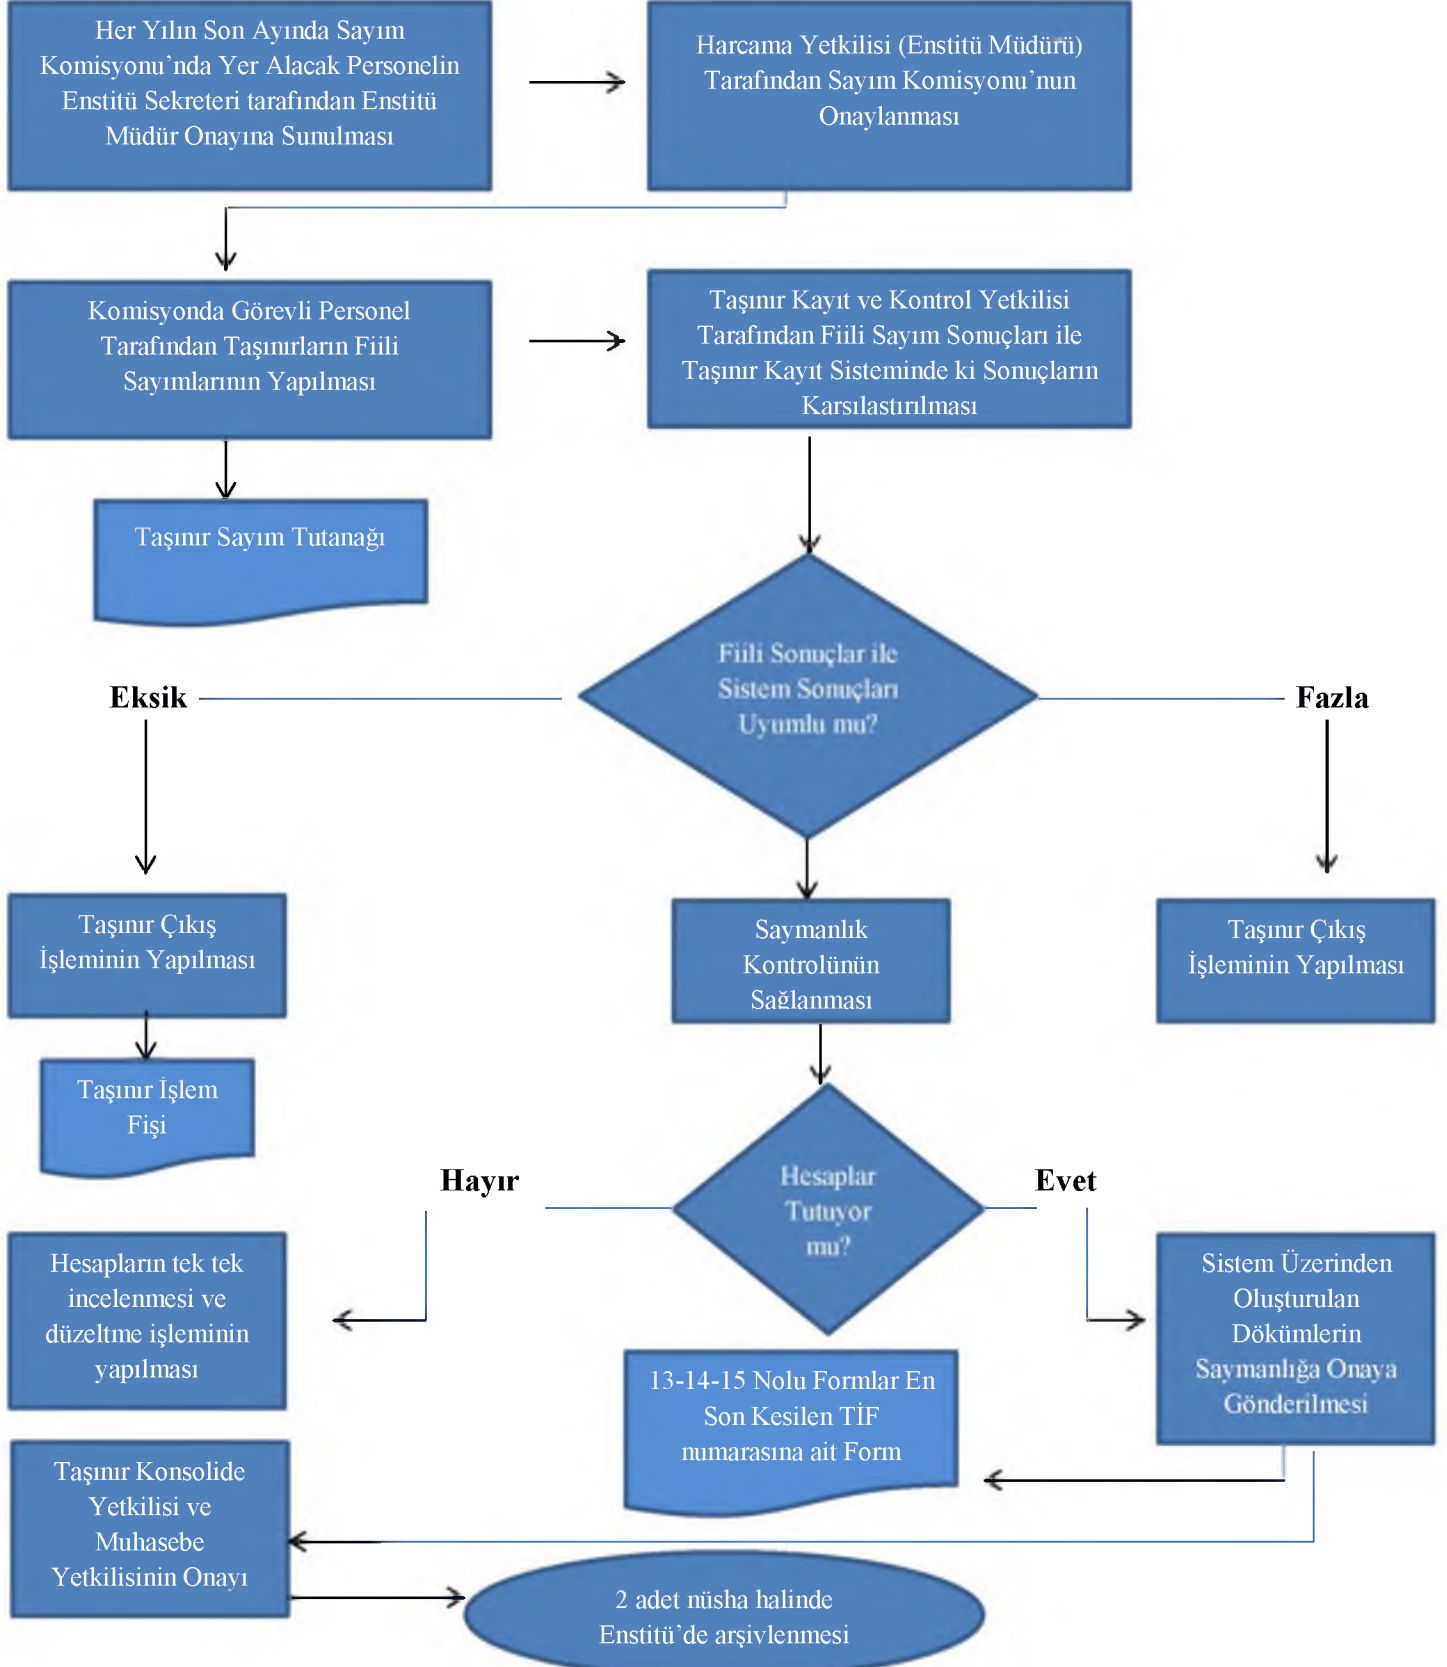 Her Yılın Son Ayında Sayım
Komisyonu’nda Yer Alacak Personelin
Enstitü Sekreteri tarafından Enstitü
Müdür Onayına Sunulması
Harcama Yetkilisi (Enstitü Müdürü)
Tarafından Sayım Komisyonu’nun
Onaylanması
Komisyonda Görevli Personel
Tarafından Taşınırların Fiili
Sayımlarının Yapılması
Taşınır Kayıt ve Kontrol Yetkilisi
Tarafından Fiili Sayım Sonuçları ile
Taşınır Kayıt Sisteminde ki Sonuçların
Karsılastırılması
Taşınır Sayım Tutanağı
Fiili Sonuçlar ile
Sistem Sonuçları
Uyumlu mu?
Eksik
Fazla
Taşınır Çıkış
İşleminin Yapılması
Saymanlık
Kontrolünün
Sağlanması
Taşınır Çıkış
İşleminin Yapılması
Taşınır İşlem
Fişi
Hesaplar
Tutuyor
mu?
Hayır
Evet
Hesapların tek tek
incelenmesi ve
düzeltme işleminin
yapılması
Sistem Üzerinden
Oluşturulan
Dökümlerin
Saymanlığa Onaya
Gönderilmesi
13-14-15 Nolu Formlar En
Son Kesilen TİF
numarasına ait Form
Taşınır Konsolide
Yetkilisi ve
Muhasebe
Yetkilisinin Onayı
2 adet nüsha halinde
Enstitü’de arşivlenmesi